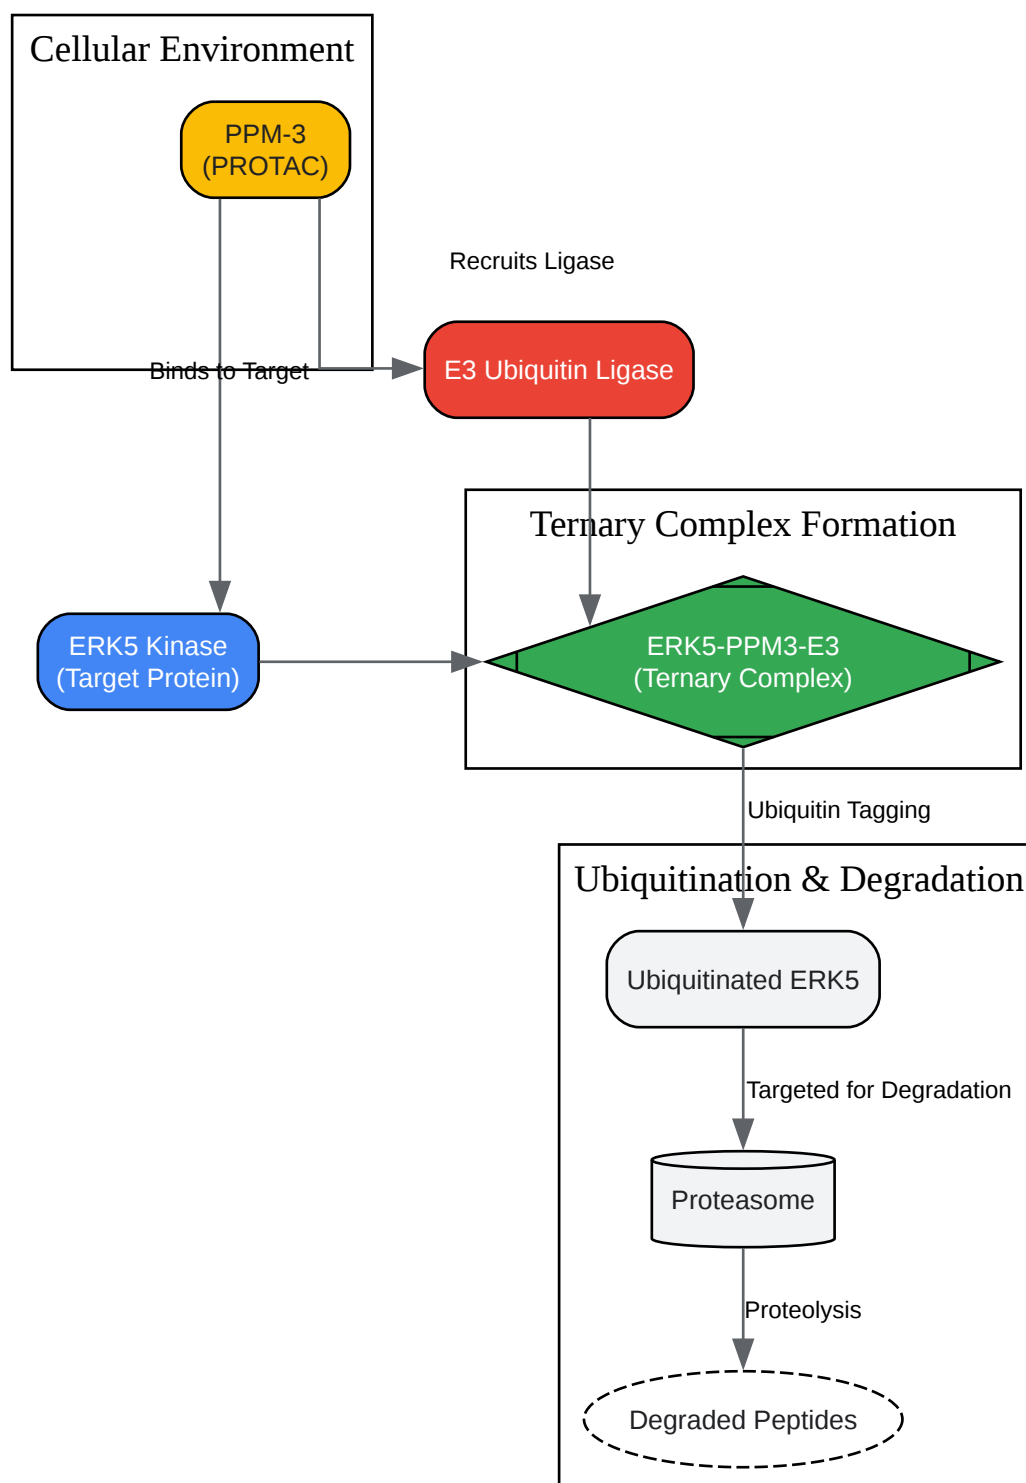 Cellular Environment
PPM-3
(PROTAC)
Recruits Ligase
Binds to Target
E3 Ubiquitin Ligase
Ternary Complex Formation
ERK5 Kinase
(Target Protein)
ERK5-PPM3-E3
(Ternary Complex)
Ubiquitin Tagging
Ubiquitination & Degradation
Ubiquitinated ERK5
Targeted for Degradation
Proteasome
Proteolysis
Degraded Peptides